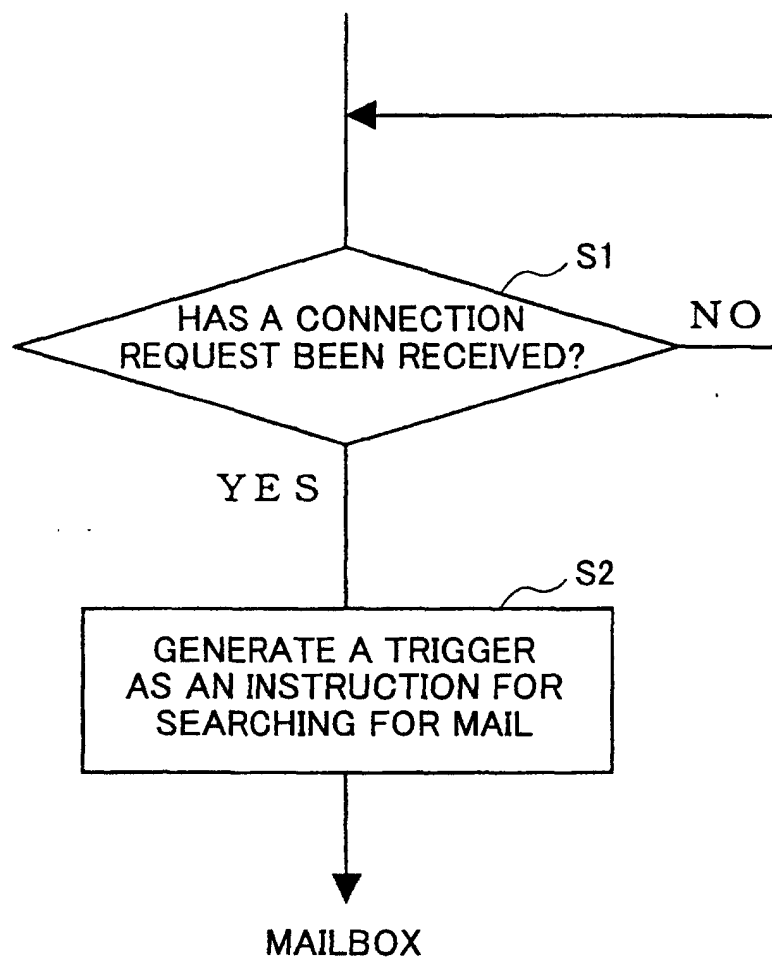 S1
HAS A CONNECTION
REQUEST BEEN RECEIVED?
NO
YES
S2
GENERATE A TRIGGER
AS AN INSTRUCTION FOR
SEARCHING FOR MAIL
MAILBOX